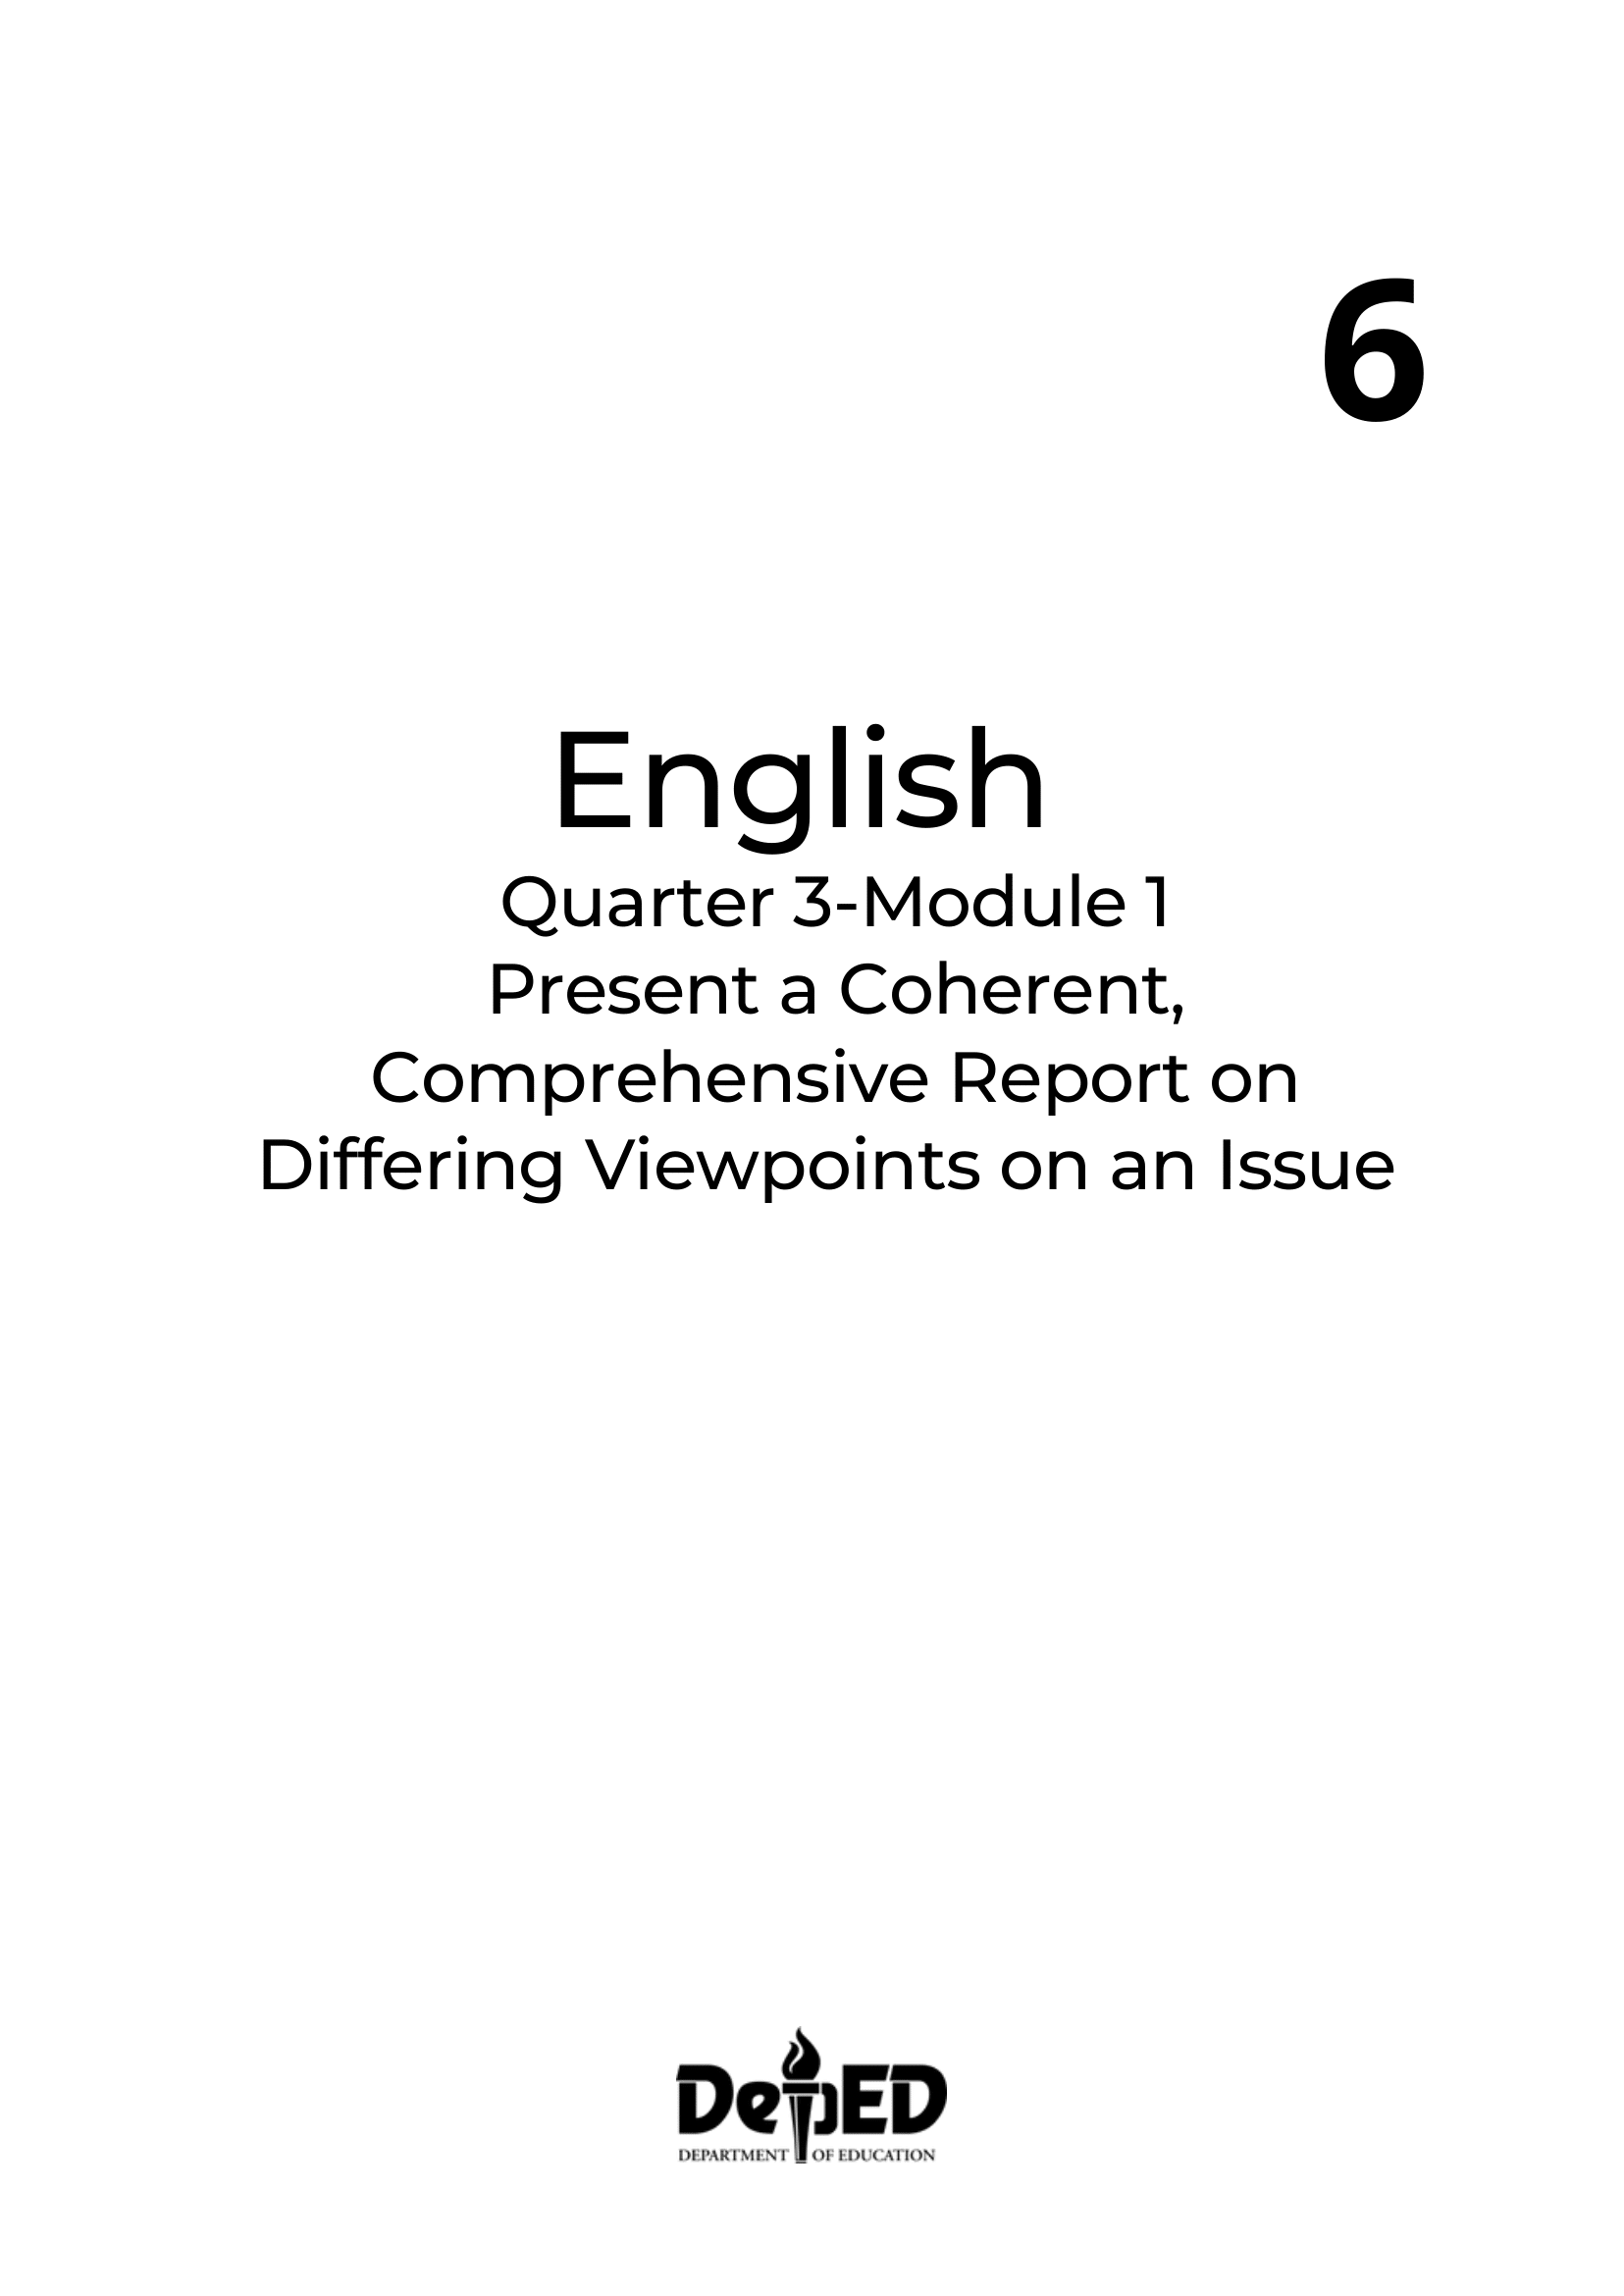 6
English
Quarter 3-Module 1
Present a Coherent,
Comprehensive Report on
Differing Viewpoints on an Issue
DepED
DEPARTMENT OF EDUCATION